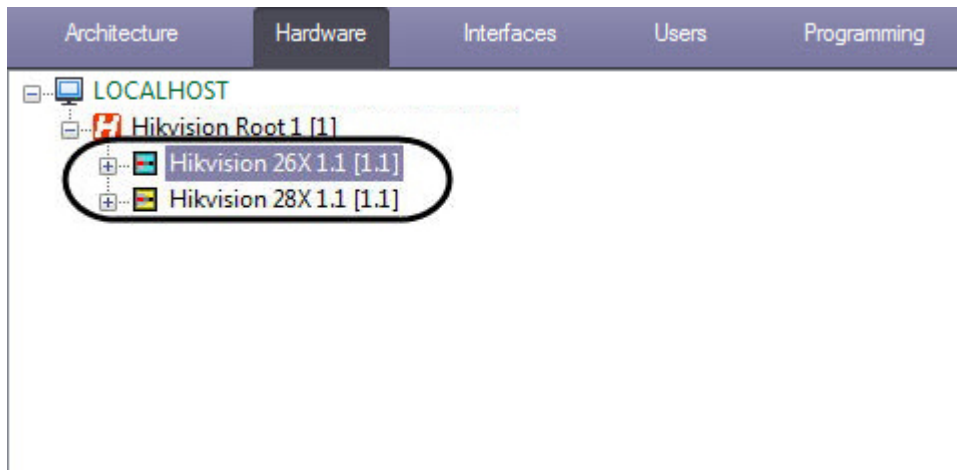 Architecture Hardware Interfaces Users Programming
LOCALHOST
Hikvision Root 1 [1]
Hikvision 26X 1.1 [1.1]
Hikvision 28X 1.1 [1.1]